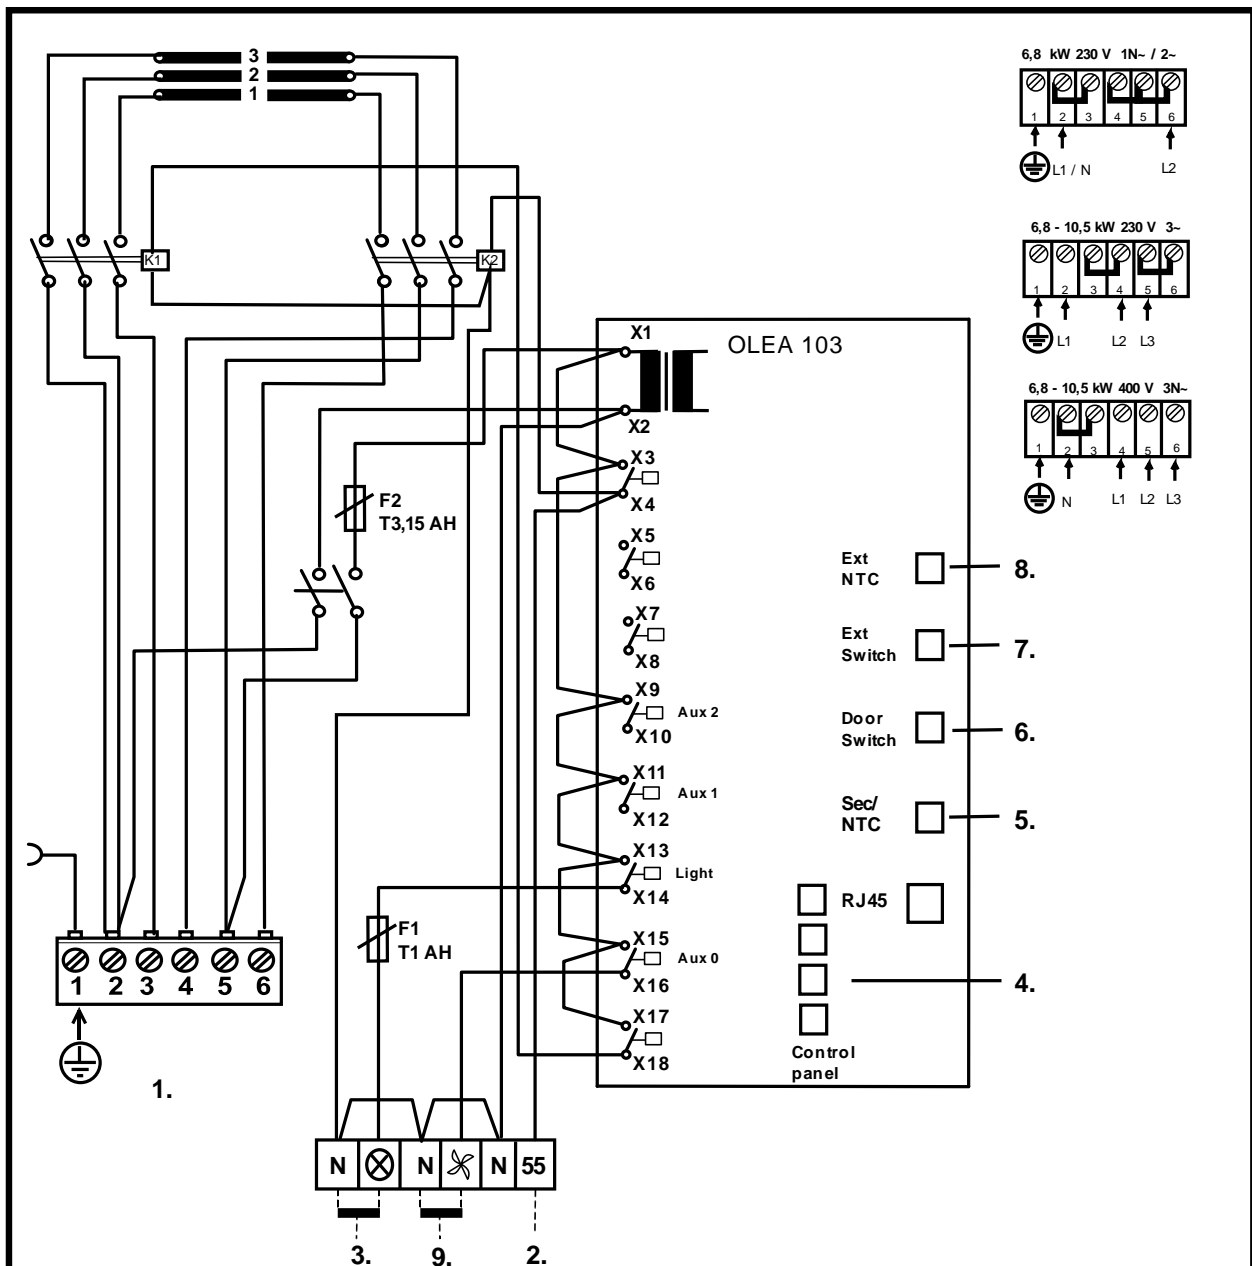 3
2
1
K1
K2
6,8 kW 230 V 1N~ / 2~
1 2 3 4 5 6
L1 / N L2
6,8 - 10,5 kW 230 V 3~
1 2 3 4 5 6
L1 L2 L3
6,8 - 10,5 kW 400 V 3N~
1 2 3 4 5 6
N L1 L2 L3
OLEA 103
X1
X2
X3
X4
X5
X6
X7
X8
X9
Aux 2
X10
X11
Aux 1
X12
X13
Light
X14
X15
Aux 0
X16
X17
X18
F2
T3,15 AH
F1
T1 AH
Ext
NTC
8.
Ext
Switch
7.
Door
Switch
6.
Sec/
NTC
5.
RJ45
4.
Control
panel
1 2 3 4 5 6
1.
N N N 55
3. 9. 2.